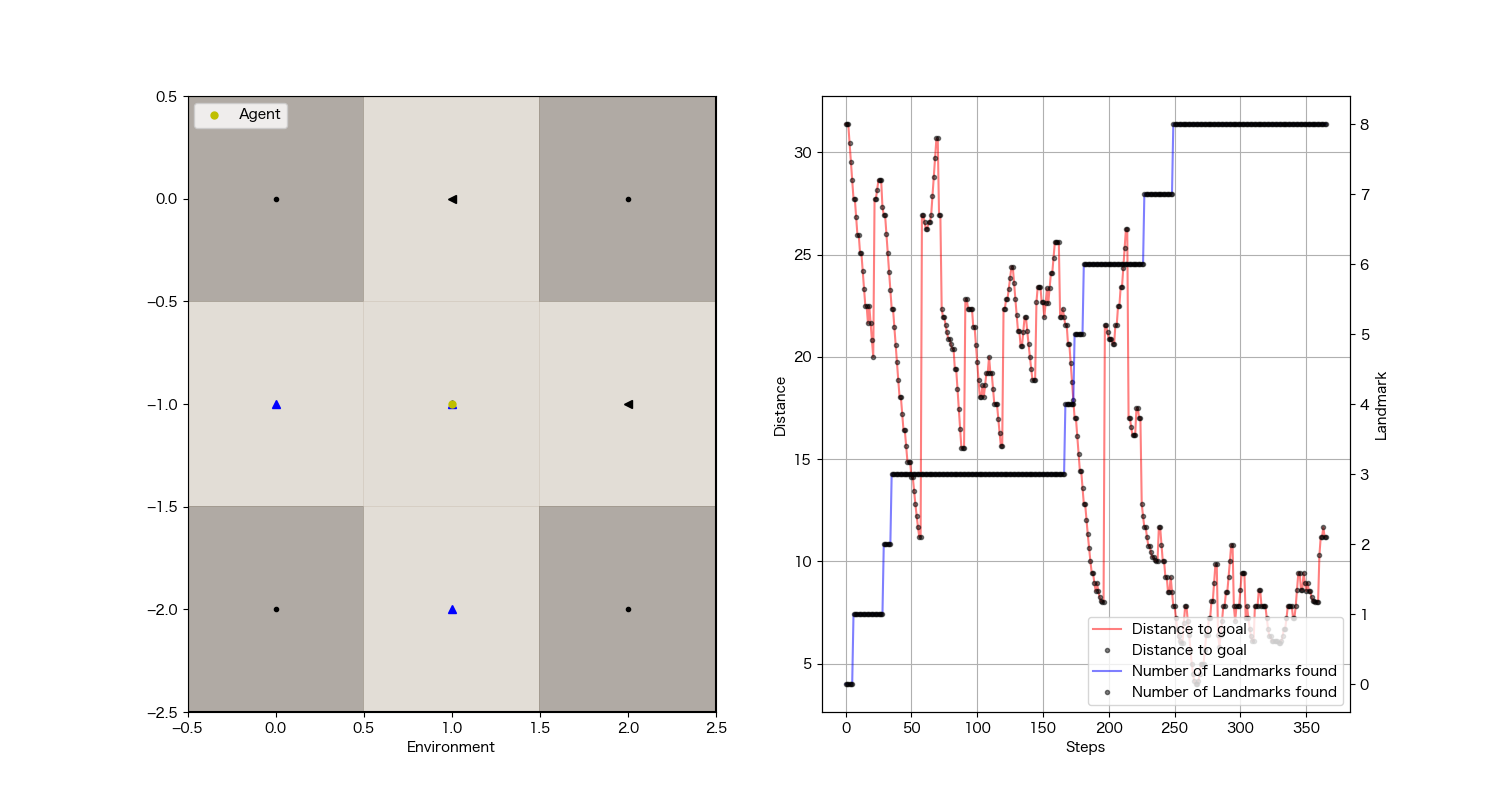 Agent
0.5
0.0
−0.5
−1.0
−1.5
−2.0
−2.5
−0.5 0.0 0.5 1.0 1.5 2.0 2.5
Environment
Distance
30
25
20
15
10
5
0 50 100 150 200 250 300 350
Steps
8
7
6
5
4
3
2
1
0
Landmark
Distance to goal
Distance to goal
Number of Landmarks found
Number of Landmarks found